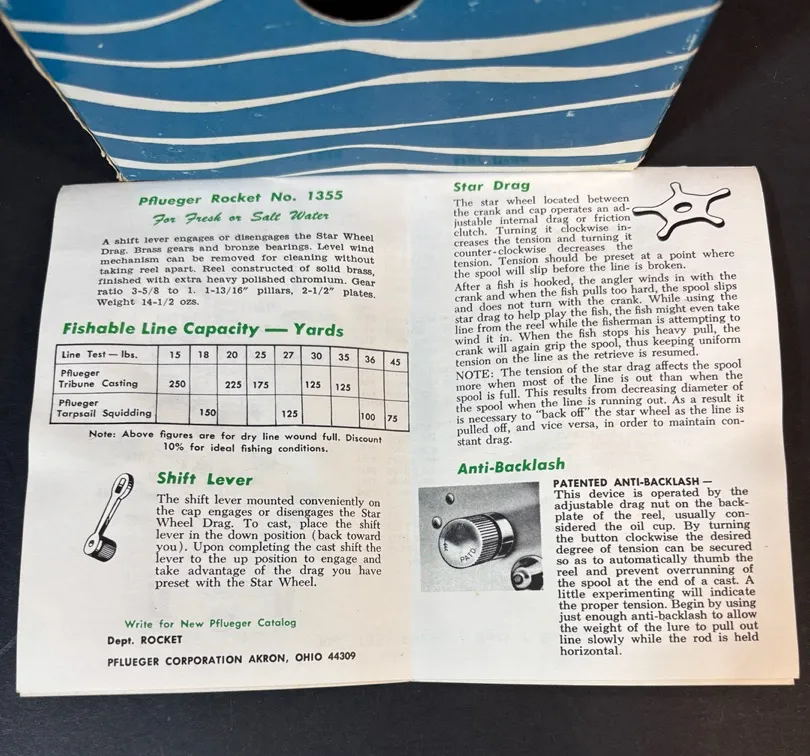 Pflueger Rocket No. 1355
For Fresh or Salt Water
A shift lever engages or disengages the Star Wheel
Drag. Brass gears and bronze bearings. Level wind
mechanism can be removed for cleaning without
taking reel apart. Reel constructed of solid brass,
finished with extra heavy polished chromium. Gear
ratio 3-5/8 to 1. 1-13/16" pillars, 2-1/2" plates.
Weight 14-1/2 ozs.
Fishable Line Capacity — Yards
Line Test — lbs. 15 18 20 25 27 30 35 36 45
Pflueger
Tribune Casting 250 225 175 125 125
Pflueger
Tarpsail Squidding 150 125 100 75
Note: Above figures are for dry line wound full. Discount
10% for ideal fishing conditions.
Shift Lever
The shift lever mounted conveniently on
the cap engages or disengages the Star
Wheel Drag. To cast, place the shift
lever in the down position (back toward
you). Upon completing the cast shift the
lever to the up position to engage and
take advantage of the drag you have
preset with the Star Wheel.
Write for New Pflueger Catalog
Dept. ROCKET
PFLUEGER CORPORATION AKRON, OHIO 44309
Star Drag
The star wheel located between
the crank and cap operates an ad-
justable internal drag or friction
clutch. Turning it clockwise in-
creases the tension and turning it
counter-clockwise decreases the
tension. Tension should be preset at a point where
the spool will slip before the line is broken.
After a fish is hooked, the angler winds in with the
crank and when the fish pulls too hard, the spool slips
and does not turn with the crank. While using the
star drag to help play the fish, the fish might even take
line from the reel while the fisherman is attempting to
wind it in. When the fish stops his heavy pull, the
crank will again grip the spool, thus keeping uniform
tension on the line as the retrieve is resumed.
NOTE: The tension of the star drag affects the spool
more when most of the line is out than when the
spool is full. This results from decreasing diameter of
the spool when the line is running out. As a result it
is necessary to "back off" the star wheel as the line is
pulled off, and vice versa, in order to maintain con-
stant drag.
Anti-Backlash
PATENTED ANTI-BACKLASH —
This device is operated by the
adjustable drag nut on the back-
plate of the reel, usually con-
sidered the oil cup. By turning
the button clockwise the desired
degree of tension can be secured
so as to automatically thumb the
reel and prevent overrunning of
the spool at the end of a cast. A
little experimenting will indicate
the proper tension. Begin by using
just enough anti-backlash to allow
the weight of the lure to pull out
line slowly while the rod is held
horizontal.
PAT'D.